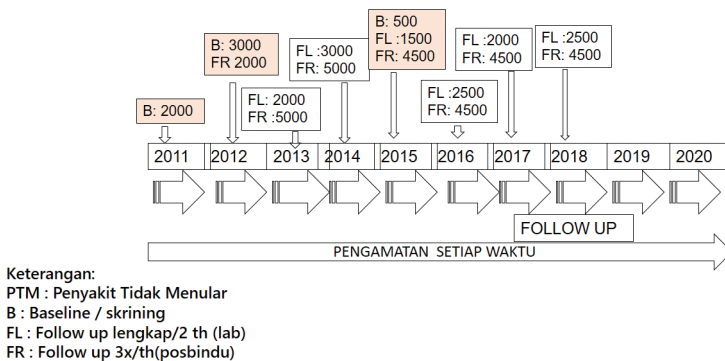 B: 2000
B: 3000
FR 2000
FL: 2000
FR :5000
FL :3000
FR: 5000
B: 500
FL :1500
FR: 4500
FL :2500
FR: 4500
FL :2000
FR: 4500
FL :2500
FR: 4500
2011 2012 2013 2014 2015 2016 2017 2018 2019 2020
FOLLOW UP
PENGAMATAN SETIAP WAKTU
Keterangan:
PTM : Penyakit Tidak Menular
B : Baseline / skrining
FL : Follow up lengkap/2 th (lab)
FR : Follow up 3x/th(posbindu)